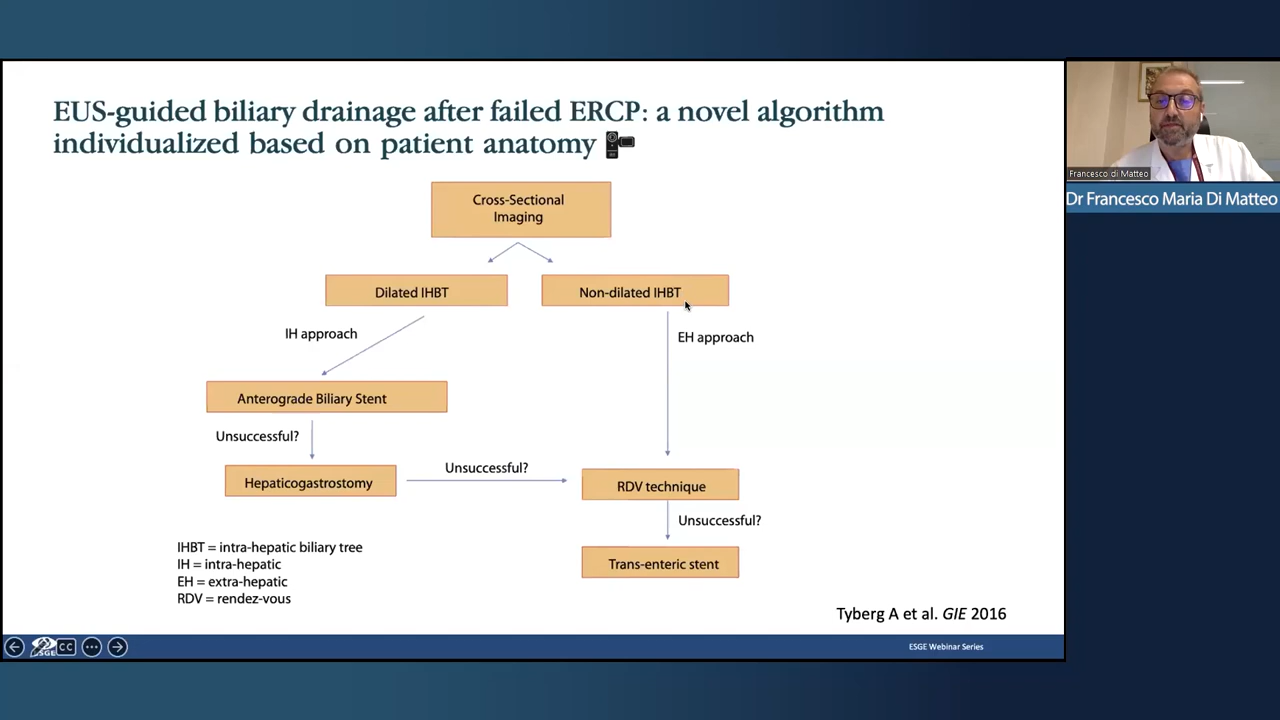 EUS-guided biliary drainage after failed ERCP: a novel algorithm
individualized based on patient anatomy
Cross-Sectional
Imaging
Dilated IHBT
Non-dilated IHBT
IH approach
EH approach
Anterograde Biliary Stent
Unsuccessful?
Hepaticogastrostomy
Unsuccessful?
RDV technique
Unsuccessful?
Trans-enteric stent
IHBT = intra-hepatic biliary tree
IH = intra-hepatic
EH = extra-hepatic
RDV = rendez-vous
Tyberg A et al. GIE 2016
CC
ESGE Webinar Series
Francesco di Matteo
Dr Francesco Maria Di Matteo